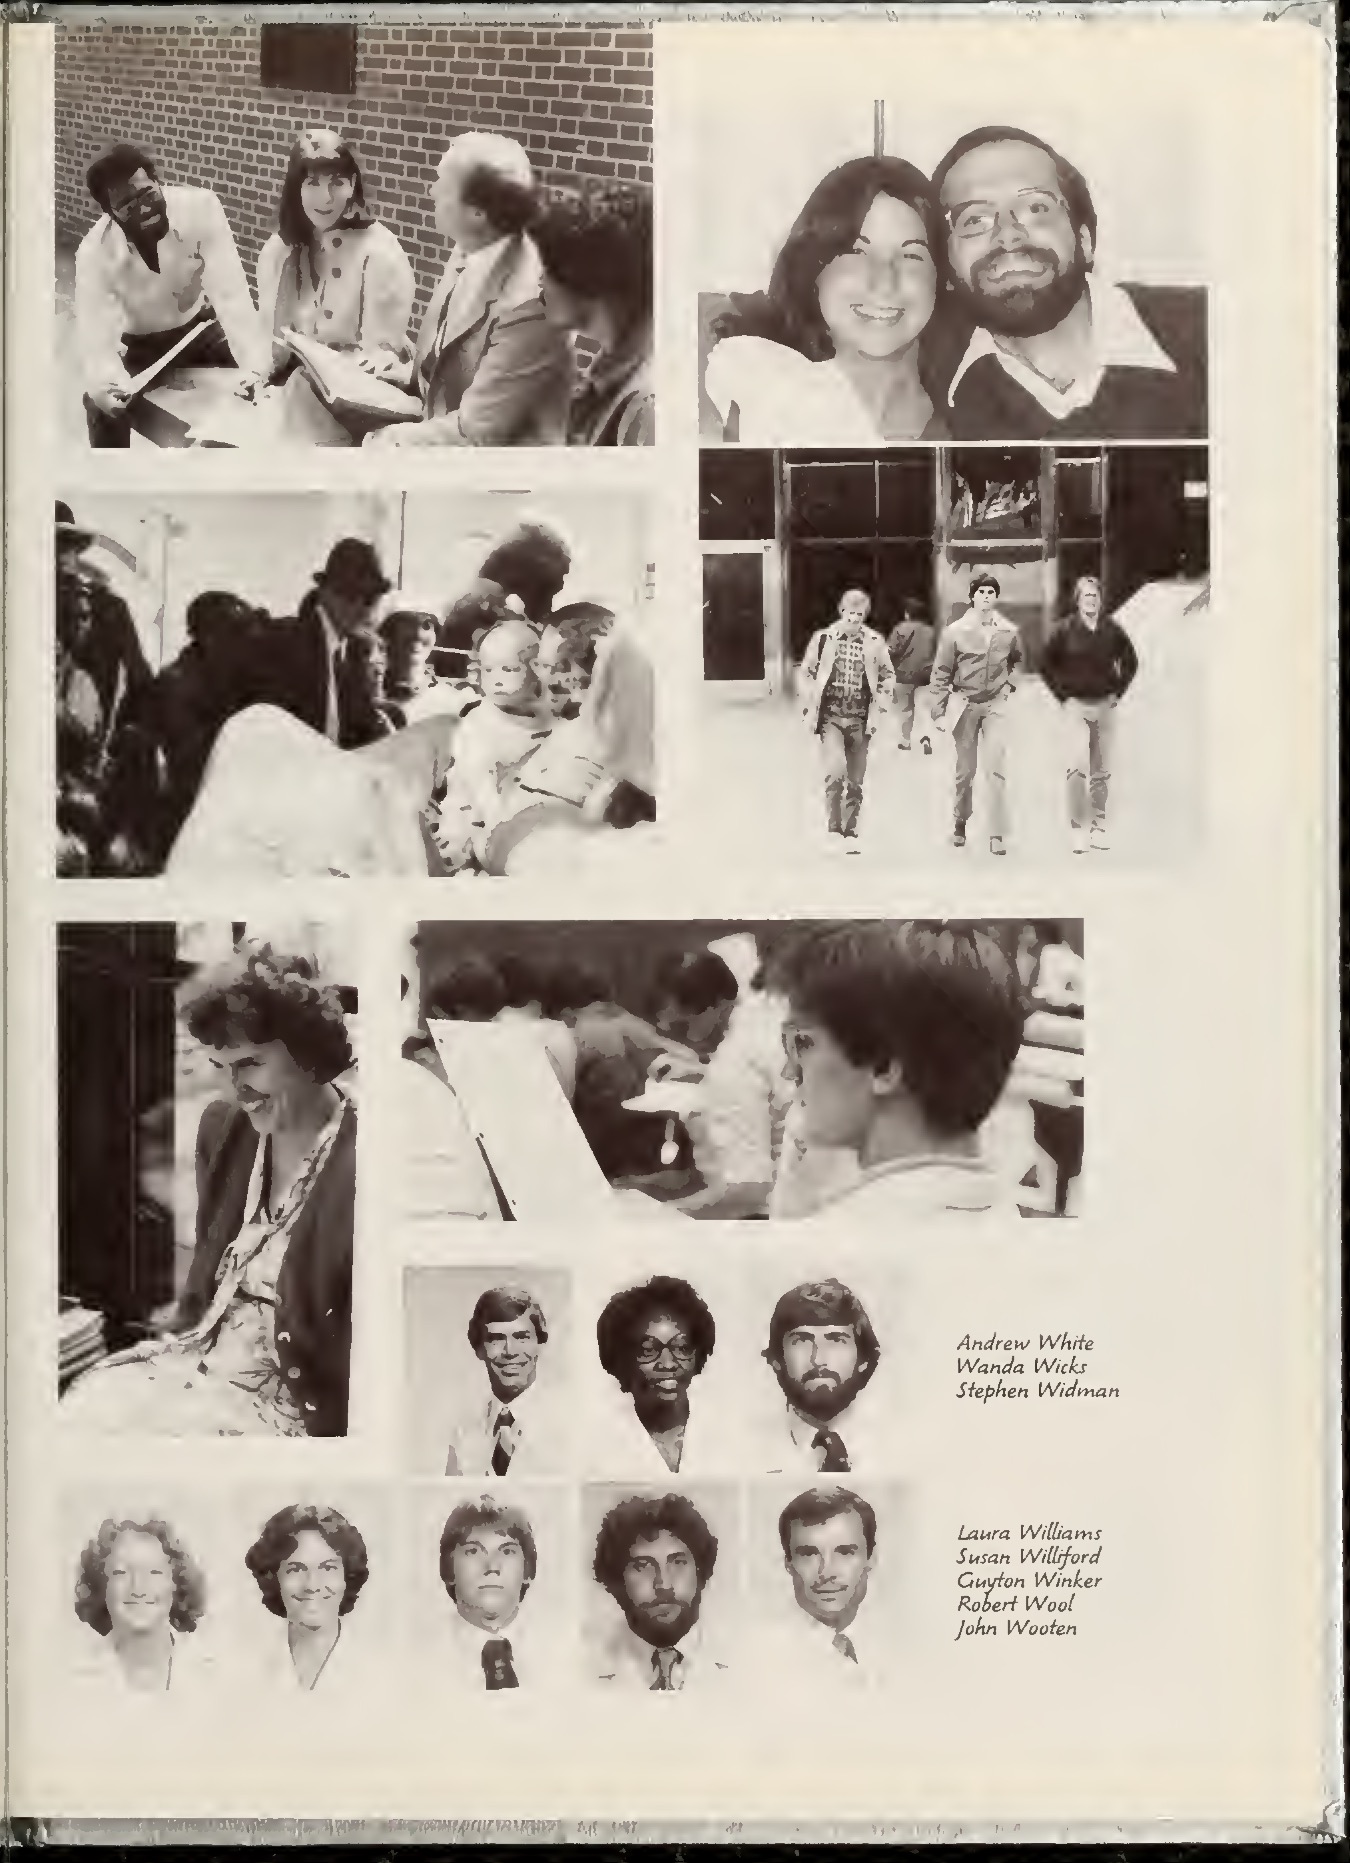 Andrew White
Wanda Wicks
Stephen Widman
Laura Williams
Susan Williford
Guyton Winker
Robert Wool
John Wooten